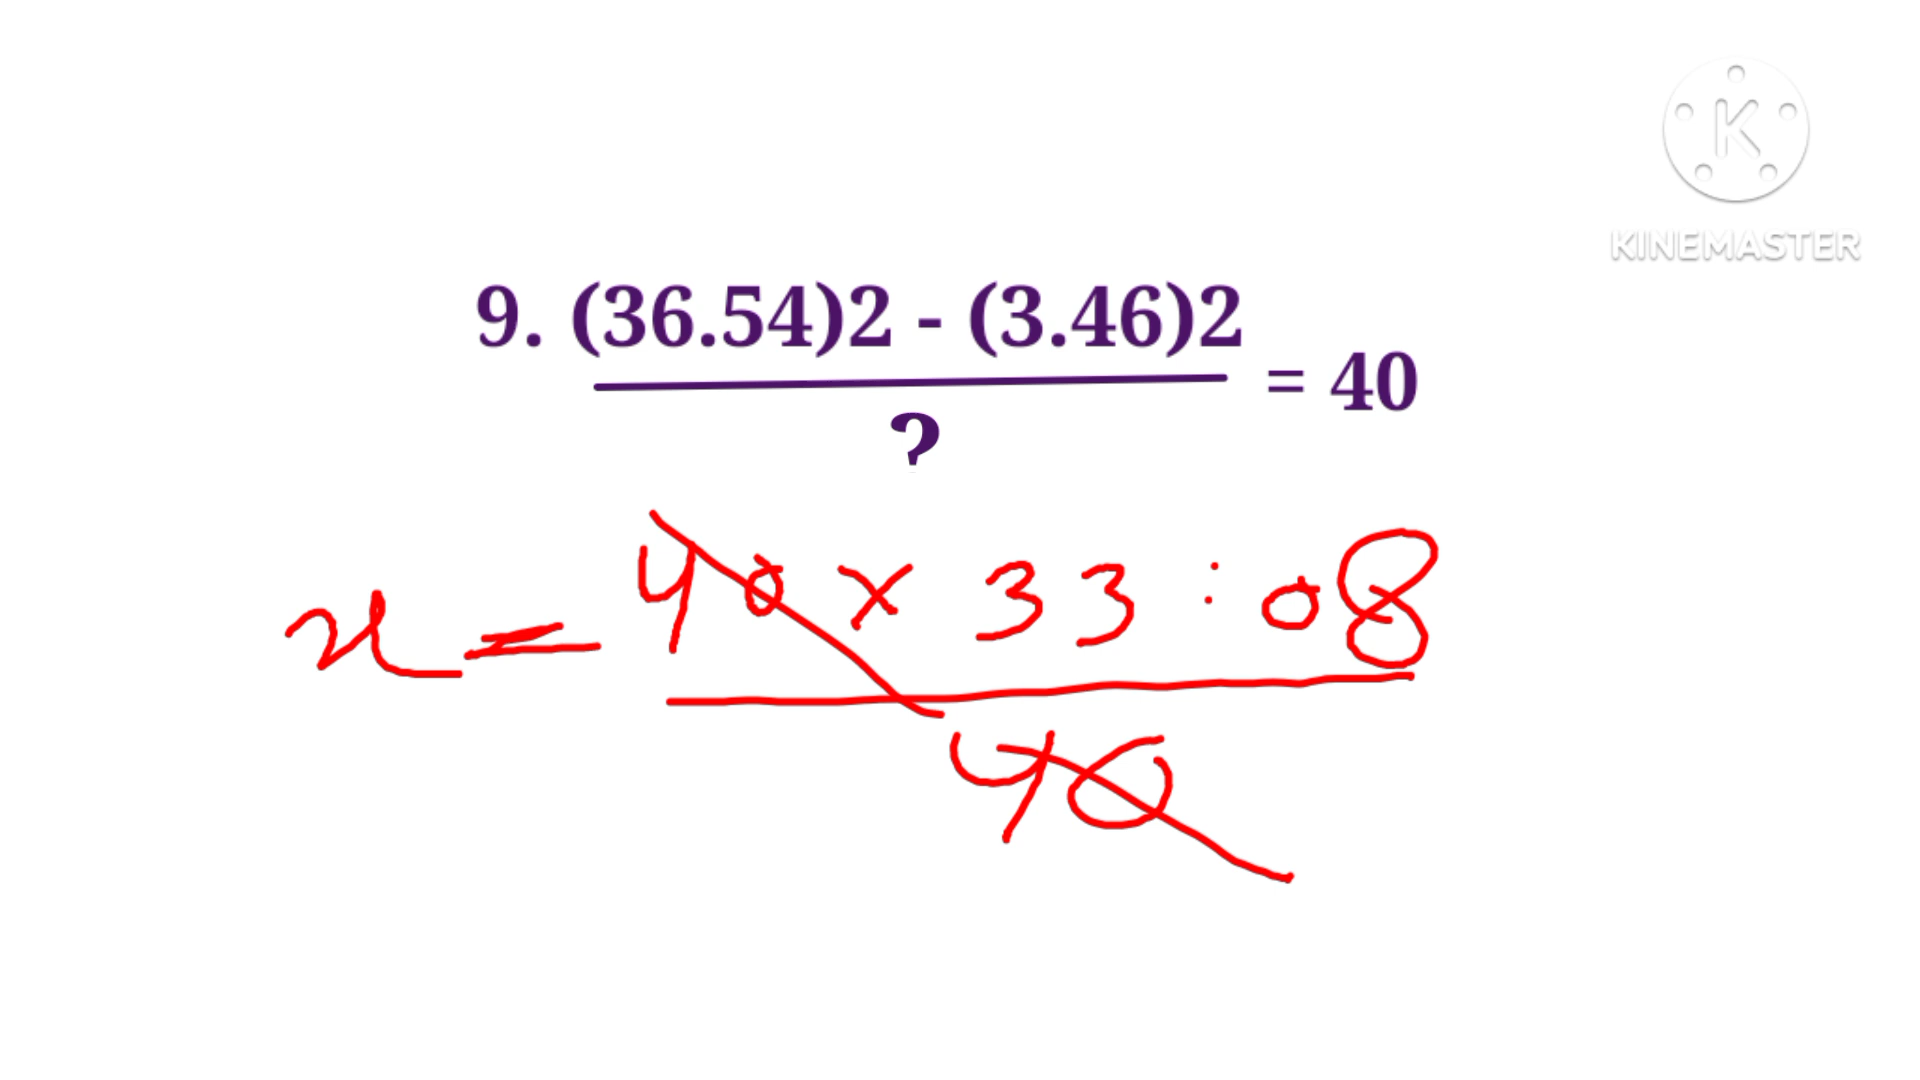 KINEMASTER
9. (36.54)2 - (3.46)2
= 40
?
x = 40 x 33 : 08
40